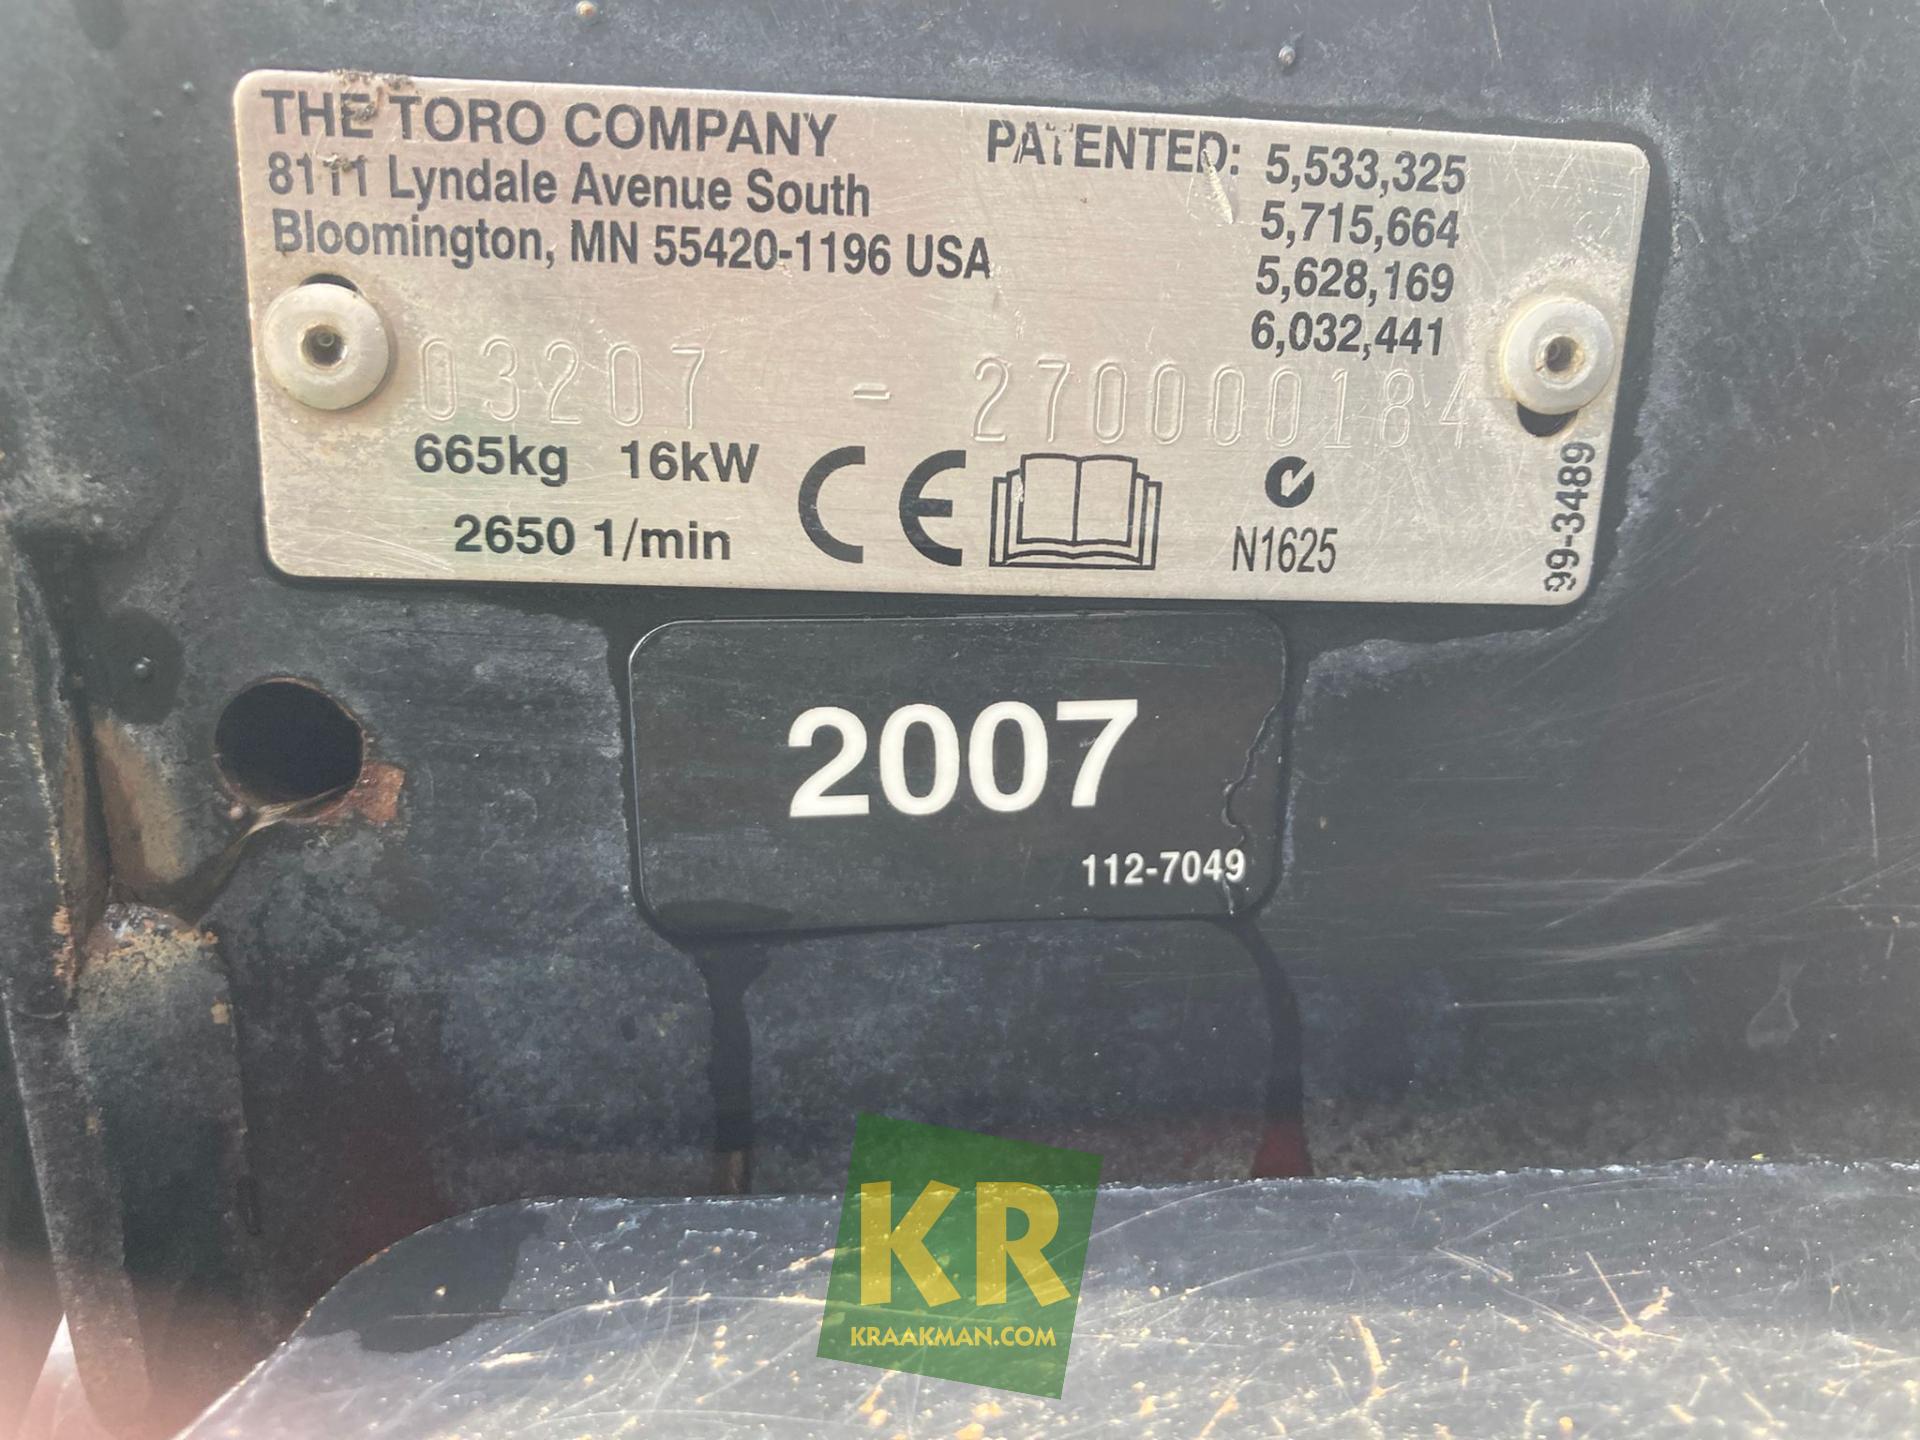 THE TORO COMPANY
8111 Lyndale Avenue South
Bloomington, MN 55420-1196 USA
PATENTED: 5,533,325
5,715,664
5,628,169
6,032,441
03207 - 270000184
665kg 16kW
2650 1/min
CE
N1625
99-3489
2007
112-7049
KR
KRAAKMAN.COM